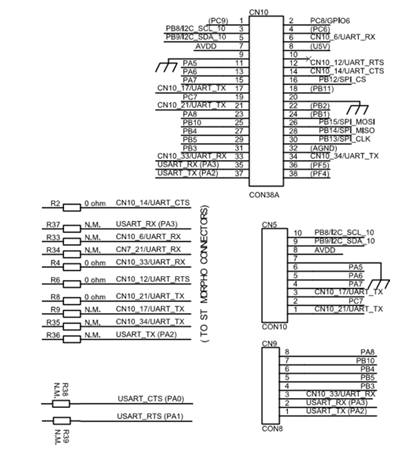 CN10
(PC9) 1 2 PC8/GPIO6
PB8/I2C_SCL_10 3 4 (PC6)
PB9/I2C_SDA_10 5 6 CN10_6/UART_RX
AVDD 7 8 (U5V)
9 10
PA5 11 12 CN10_12/UART_RTS
PA6 13 14 CN10_14/UART_CTS
PA7 15 16 PB12/SPI_CS
CN10_17/UART_TX 17 18 (PB11)
PC7 19 20
CN10_21/UART_TX 21 22 (PB2)
PA8 23 24 (PB1)
PB10 25 26 PB15/SPI_MOSI
PB4 27 28 PB14/SPI_MISO
PB5 29 30 PB13/SPI_CLK
PB3 31 32 (AGND)
CN10_33/UART_RX 33 34 CN10_34/UART_TX
USART_RX (PA3) 35 36 (PF5)
USART_TX (PA2) 37 38 (PF4)
CON38A
R2 0 ohm CN10_14/UART_CTS
R37 N.M. USART_RX (PA3)
R33 N.M. CN10_6/UART_RX
R34 N.M. CN7_21/UART_RX
R4 0 ohm CN10_33/UART_RX
R6 0 ohm CN10_12/UART_RTS
R8 0 ohm CN10_21/UART_TX
R9 N.M. CN10_17/UART_TX
R35 N.M. CN10_34/UART_TX
R36 N.M. USART_TX (PA2)
( TO ST MORPHO CONNECTORS)
CN5
10 PB8/I2C_SCL_10
9 PB9/I2C_SDA_10
8 AVDD
7
6 PA5
5 PA6
4 PA7
3 CN10_17/UART_TX
2 PC7
1 CN10_21/UART_TX
CON10
CN9
8 PA8
7 PB10
6 PB4
5 PB5
4 PB3
3 CN10_33/UART_RX
2 USART_RX (PA3)
1 USART_TX (PA2)
CON8
R38
N.M.
USART_CTS (PA0)
USART_RTS (PA1)
R39
N.M.